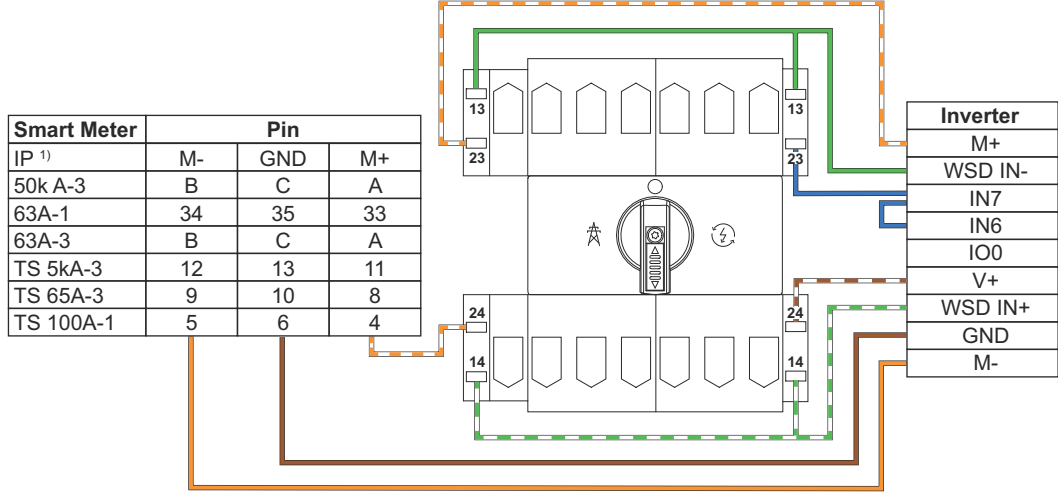 Smart Meter Pin
IP 1) M- GND M+
50k A-3 B C A
63A-1 34 35 33
63A-3 B C A
TS 5kA-3 12 13 11
TS 65A-3 9 10 8
TS 100A-1 5 6 4
13
23
24
14
13
23
24
14
Inverter
M+
WSD IN-
IN7
IN6
IO0
V+
WSD IN+
GND
M-